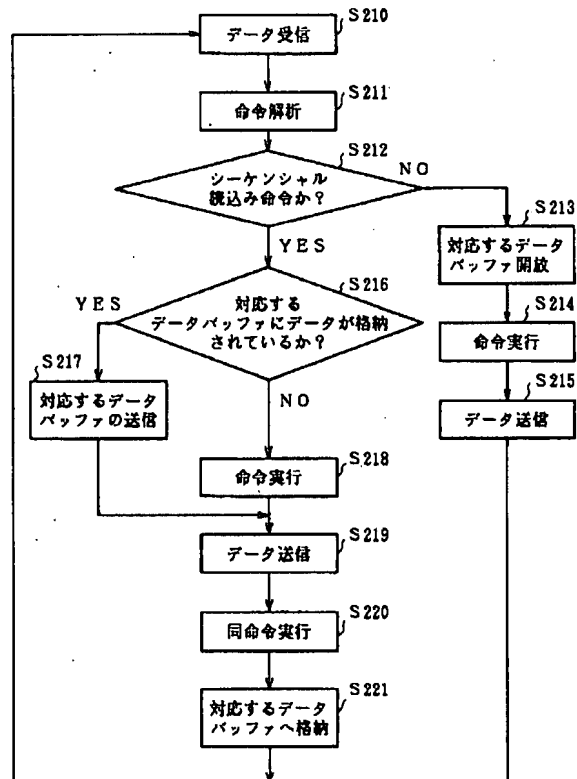 S210
データ受信
S211
命令解析
S212
シーケンシャル
読込み命令か?
NO
YES
S213
対応するデータ
バッファ開放
S214
命令実行
S215
データ送信
S216
対応する
データバッファにデータが格納
されているか?
YES
NO
S217
対応するデータ
バッファの送信
S218
命令実行
S219
データ送信
S220
同命令実行
S221
対応するデータ
バッファへ格納